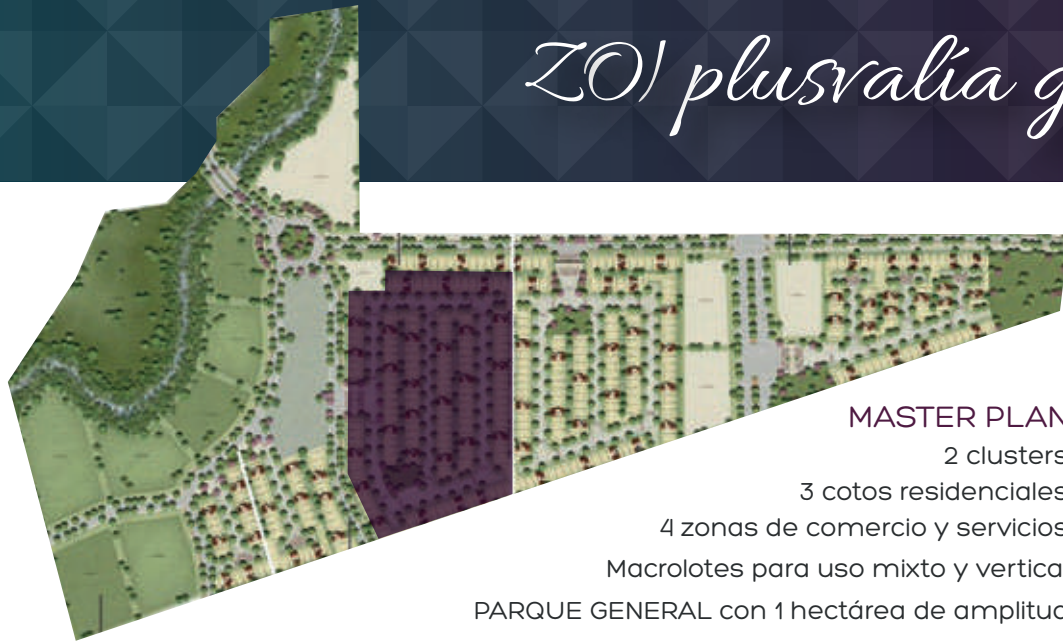 ZOI plusvalía g
MASTER PLAN
2 clusters
3 cotos residenciales
4 zonas de comercio y servicios
Macrolotes para uso mixto y vertica
PARQUE GENERAL con 1 hectárea de amplitud